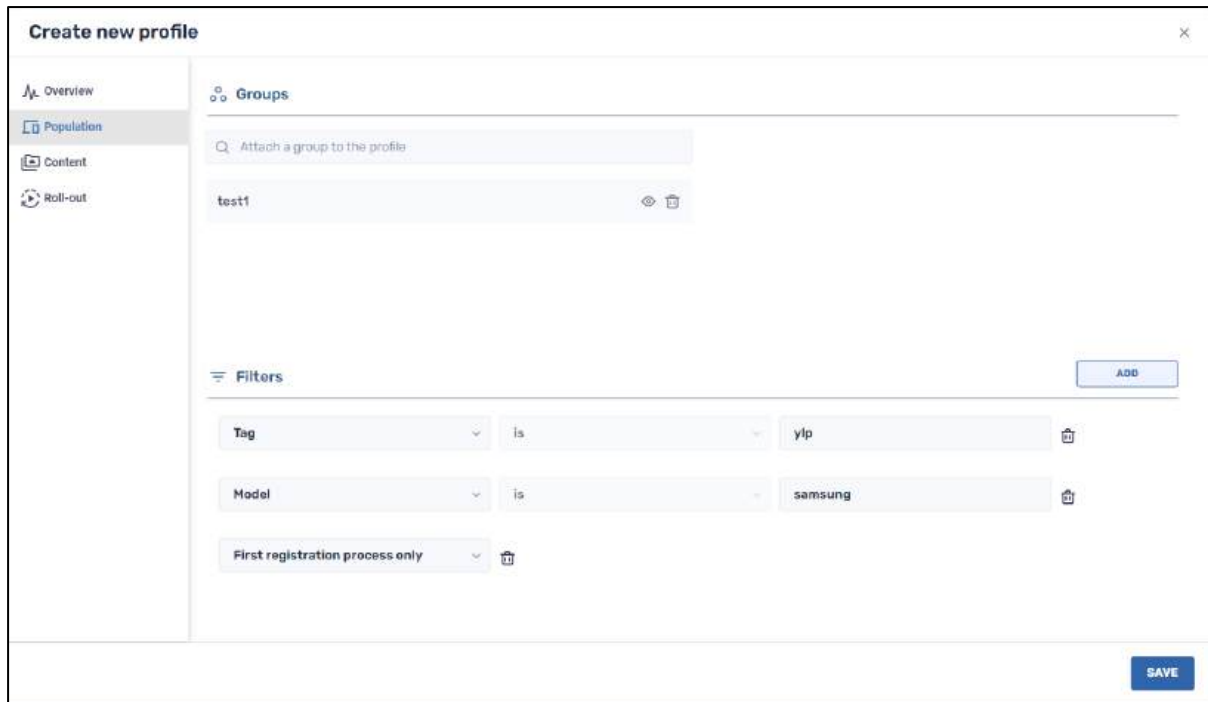 Create new profile
Overview
Population
Content
Roll-out
Groups
Attach a group to the profile
test1
Filters
ADD
Tag is ylp
Model is samsung
First registration process only
SAVE